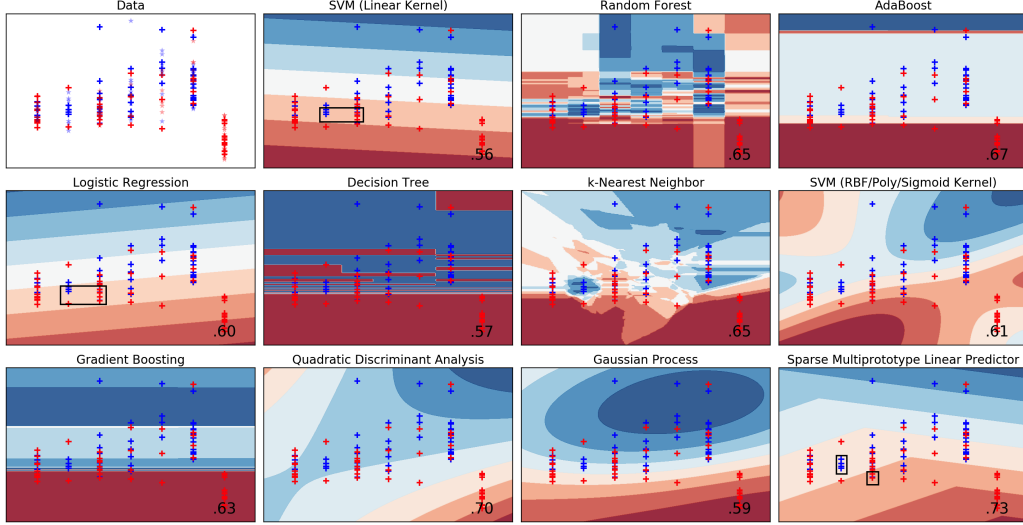 Data
SVM (Linear Kernel)
Random Forest
AdaBoost
.56
.65
.67
Logistic Regression
Decision Tree
k-Nearest Neighbor
SVM (RBF/Poly/Sigmoid Kernel)
.60
.57
.65
.61
Gradient Boosting
Quadratic Discriminant Analysis
Gaussian Process
Sparse Multiprototype Linear Predictor
.63
.70
.59
.73